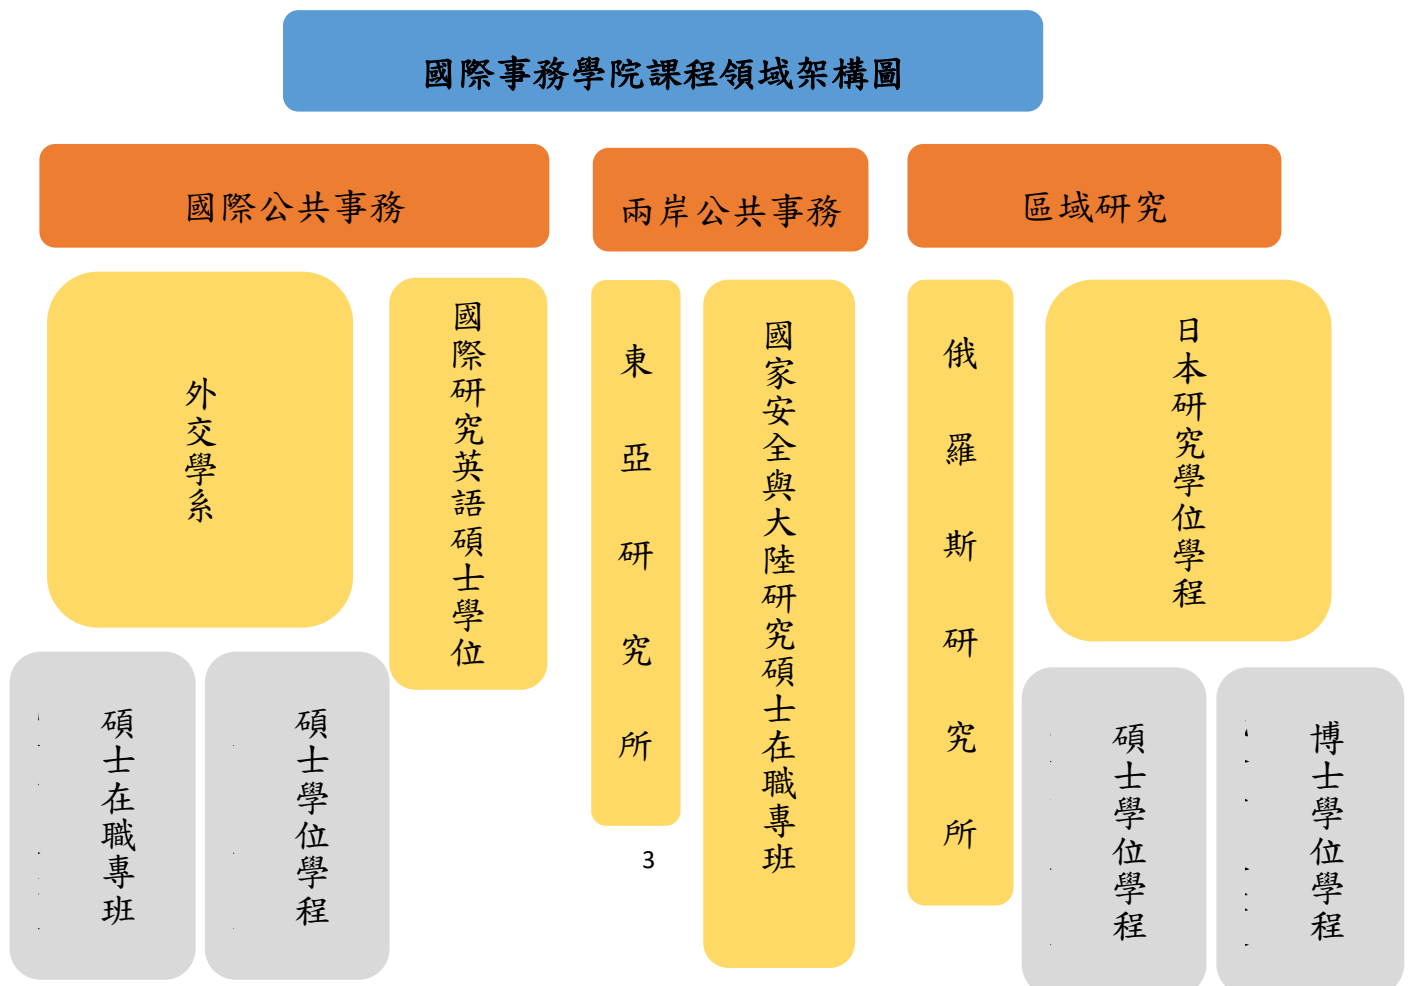 國際事務學院課程領域架構圖
國際公共事務
兩岸公共事務
區域研究
外交學系
國際研究英語碩士學位
東亞研究所
國家安全與大陸研究碩士在職專班
俄羅斯研究所
日本研究學位學程
碩士在職專班
碩士學位學程
碩士學位學程
博士學位學程
3